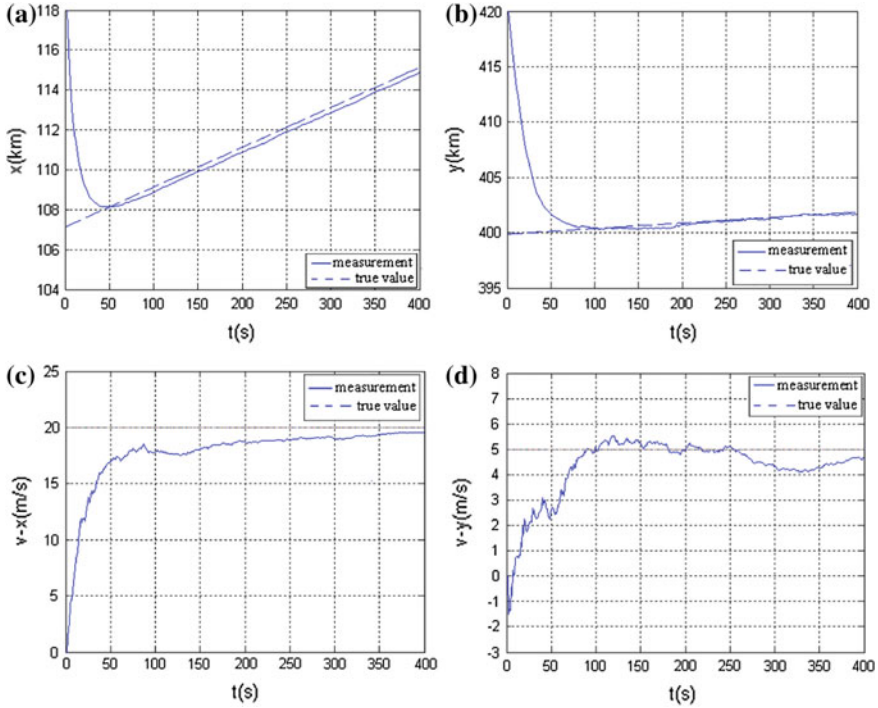 (a)
118
116
114
112
110
108
106
104
x(km)
0 50 100 150 200 250 300 350 400
t(s)
measurement
true value
(b)
420
415
410
405
400
395
y(km)
0 50 100 150 200 250 300 350 400
t(s)
measurement
true value
(c)
25
20
15
10
5
0
v-x(m/s)
0 50 100 150 200 250 300 350 400
t(s)
measurement
true value
(d)
8
7
6
5
4
3
2
1
0
-1
-2
-3
v-y(m/s)
0 50 100 150 200 250 300 350 400
t(s)
measurement
true value